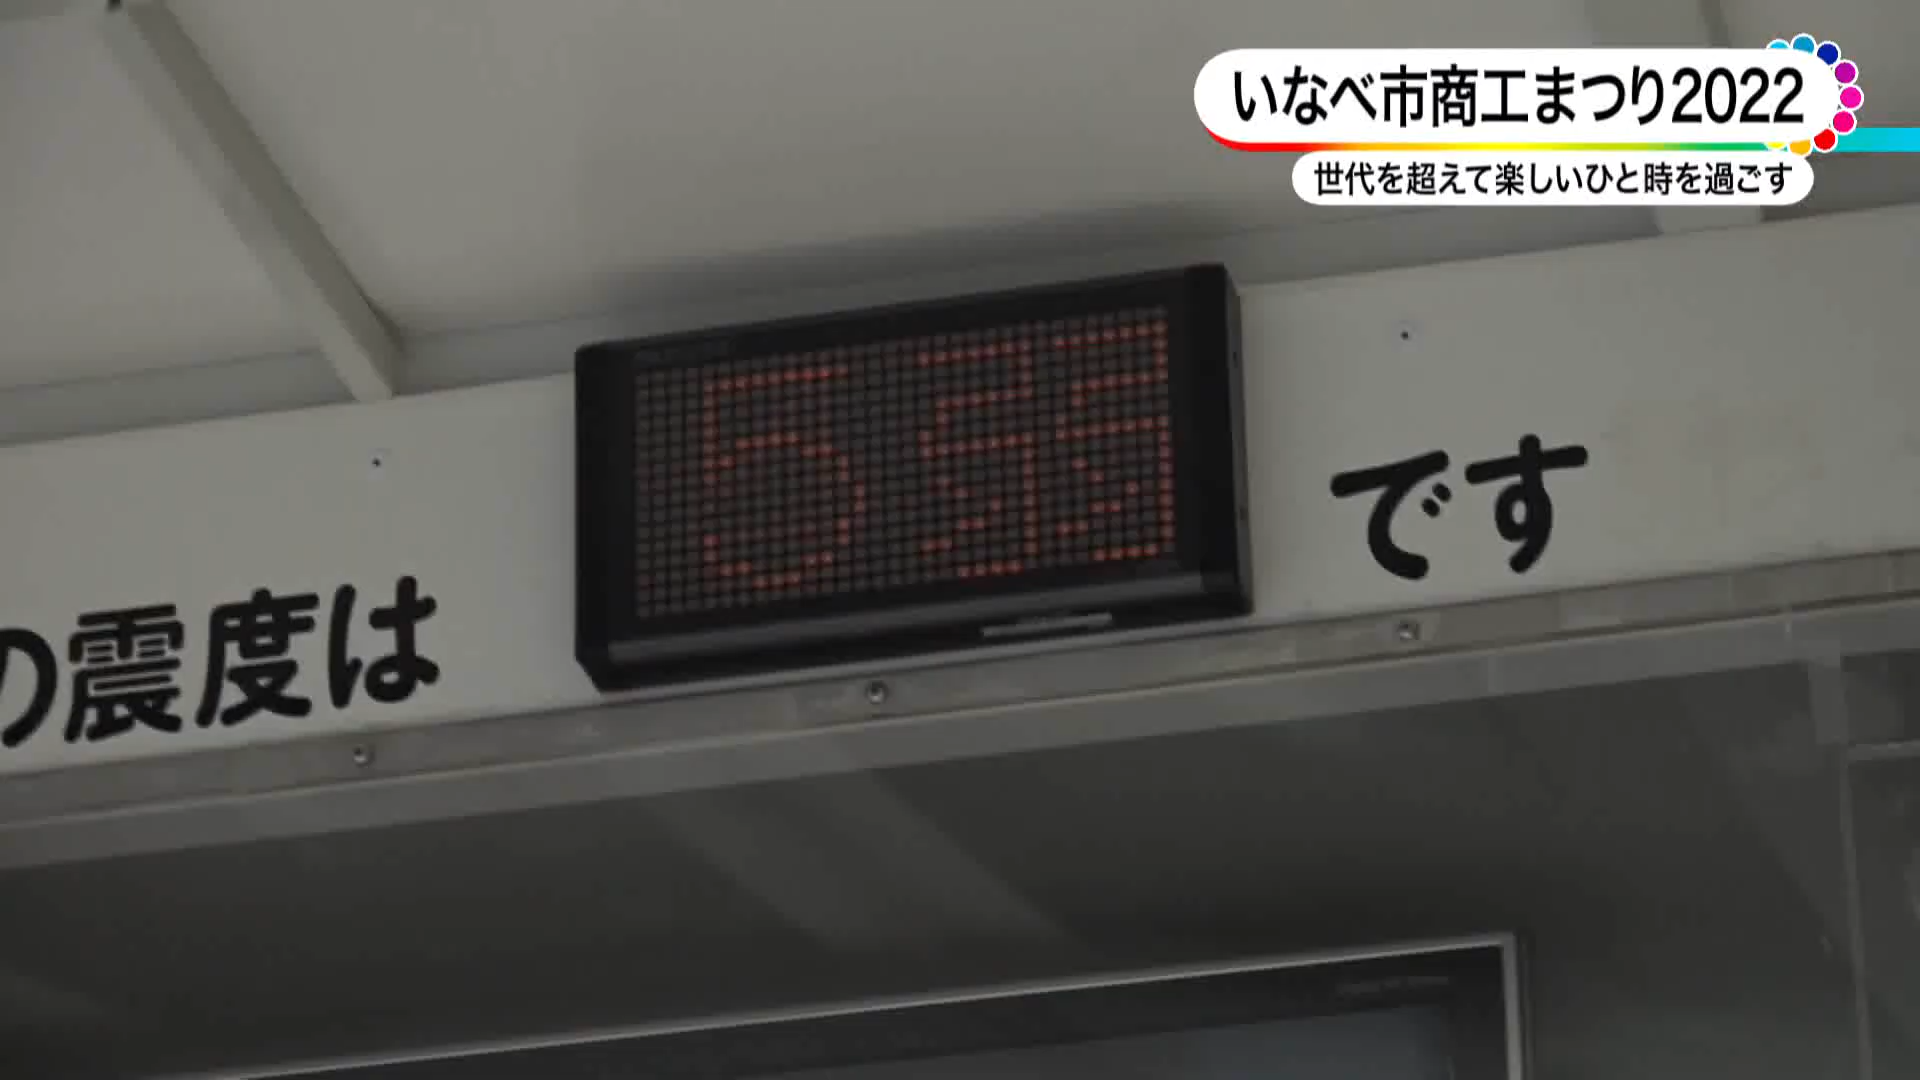 いなべ市商工まつり2022
世代を超えて楽しいひと時を過ごす
の震度は 5弱 です